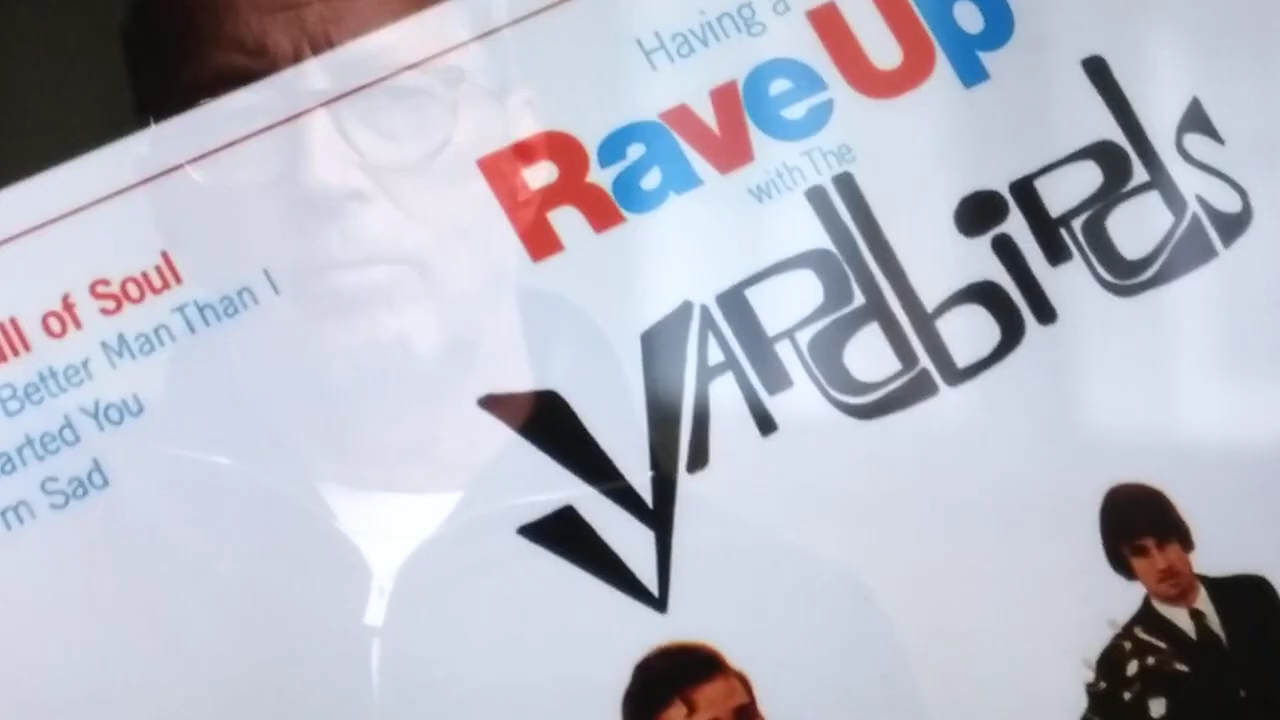 Having a
Rave Up
with The
Yardbirds
ll of Soul
Better Man Than I
arted You
m Sad